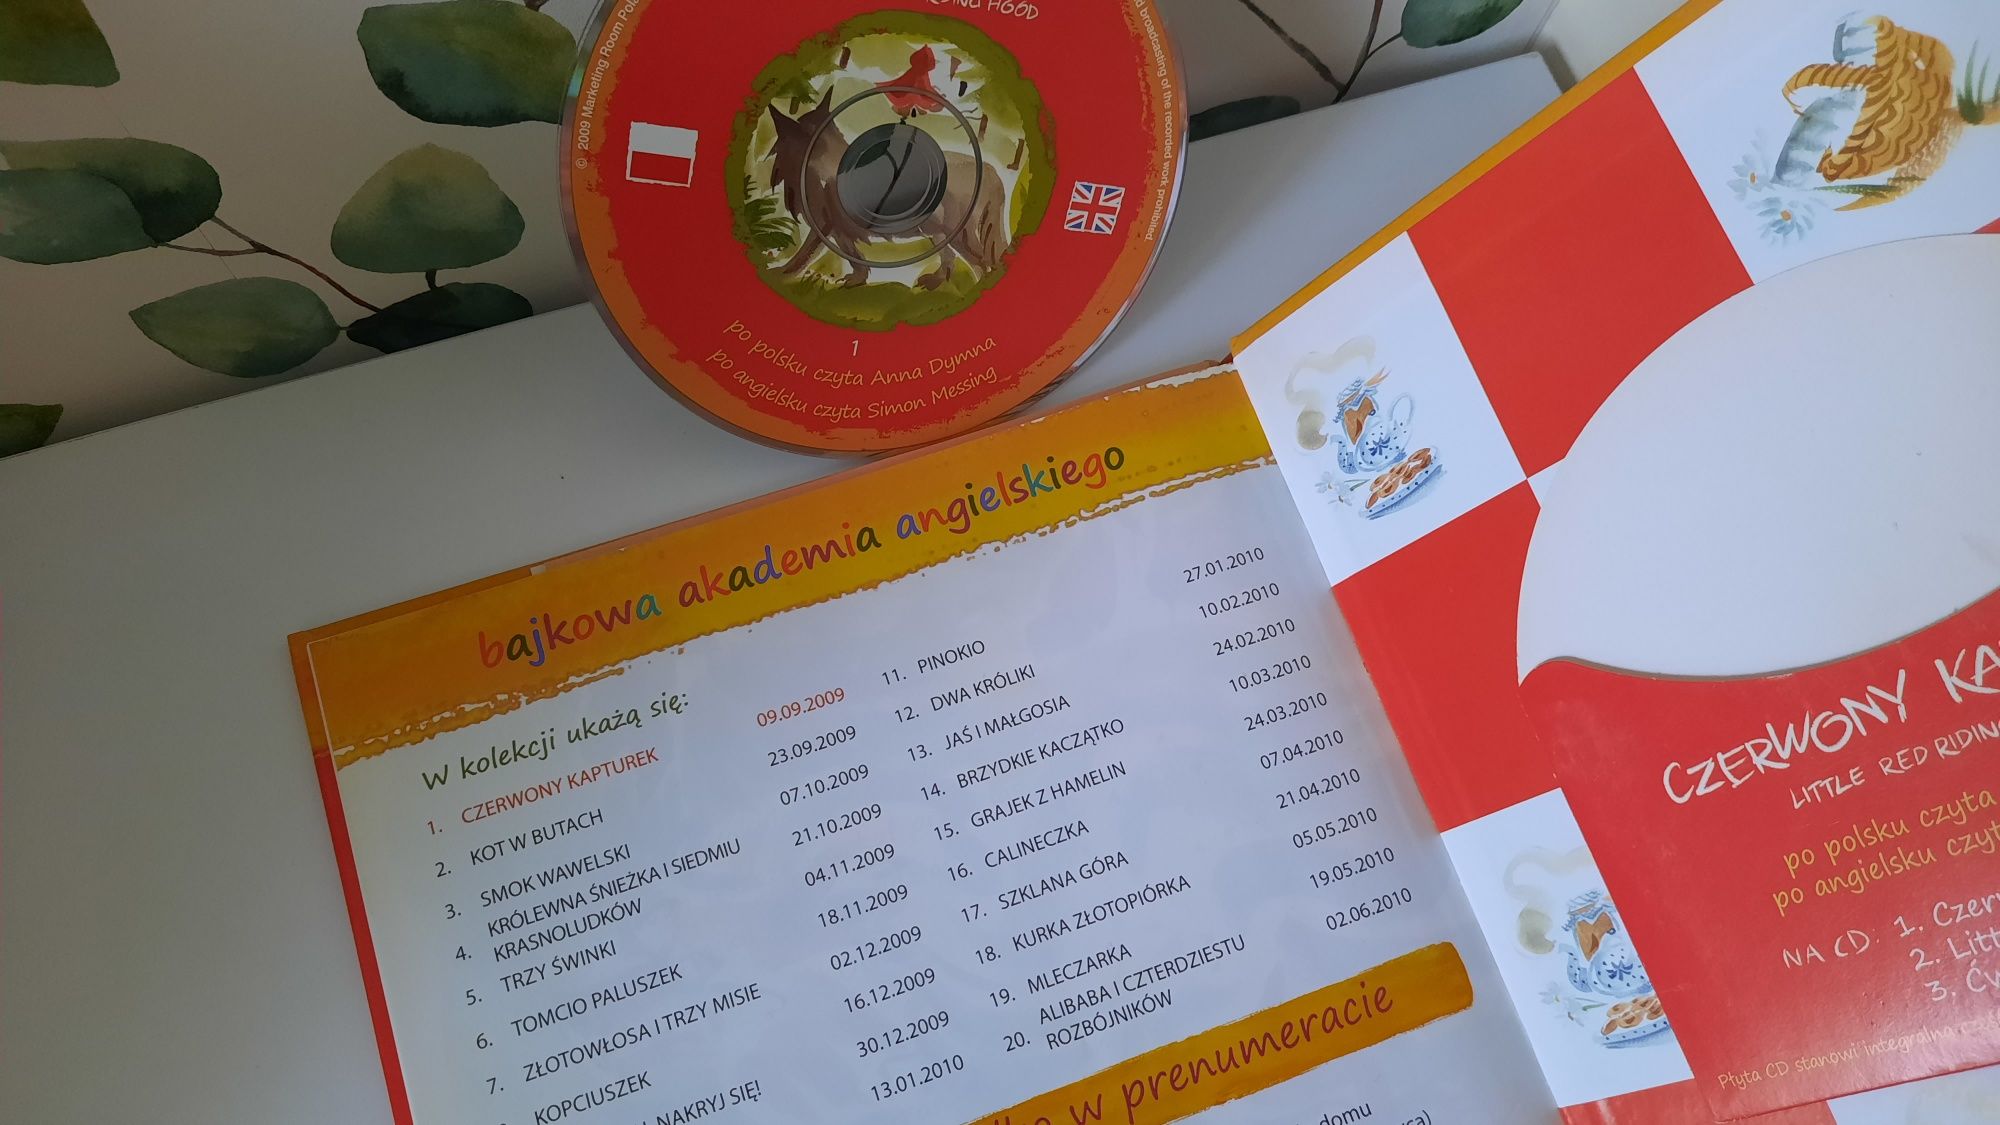 RIDING HOOD
© 2009 Marketing Room
broadcasting of the recorded work prohibited.
1
po polsku czyta Anna Dymna
po angielsku czyta Simon Messing
bajkowa akademia angielskiego
W kolekcji ukażą się:
1. CZERWONY KAPTUREK 09.09.2009
2. KOT W BUTACH 23.09.2009
3. SMOK WAWELSKI 07.10.2009
4. KRÓLEWNA ŚNIEŻKA I SIEDMIU
KRASNOLUDKÓW 21.10.2009
5. TRZY ŚWINKI 04.11.2009
6. TOMCIO PALUSZEK 18.11.2009
7. ZŁOTOWŁOSA I TRZY MISIE 02.12.2009
KOPCIUSZEK 16.12.2009
NAKRYJ SIĘ! 30.12.2009
13.01.2010
11. PINOKIO 27.01.2010
12. DWA KRÓLIKI 10.02.2010
13. JAŚ I MAŁGOSIA 24.02.2010
14. BRZYDKIE KACZĄTKO 10.03.2010
15. GRAJEK Z HAMELIN 24.03.2010
16. CALINECZKA 07.04.2010
17. SZKLANA GÓRA 21.04.2010
18. KURKA ZŁOTOPIÓRKA 05.05.2010
19. MLECZARKA 19.05.2010
20. ALIBABA I CZTERDZIESTU
ROZBÓJNIKÓW 02.06.2010
w prenumeracie
domu
CZERWONY KA
LITTLE RED RIDIN
po polsku czyta
po angielsku czyt
NA CD: 1. Czer
2. Litt
3. Ćw
Płyta CD stanowi integralną